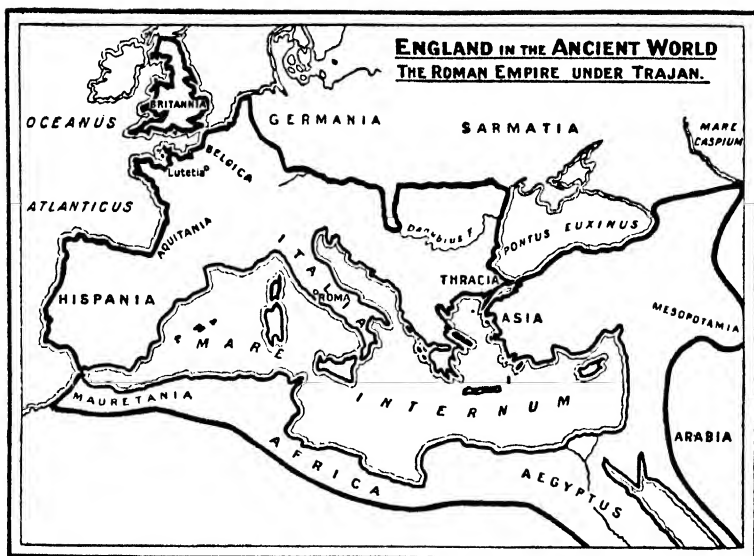 ENGLAND IN THE ANCIENT WORLD
THE ROMAN EMPIRE UNDER TRAJAN.
BRITANNIA
OCEANUS
GERMANIA
SARMATIA
MARE
CASPIUM
BELGICA
Lutetia
ATLANTICUS
AQUITANIA
Danubius F.
PONTUS EUXINUS
ITALIA
HISPANIA
ROMA
THRACIA
ASIA
MESOPOTAMIA
MARE
INTERNUM
MAURETANIA
AFRICA
AEGYPTUS
ARABIA